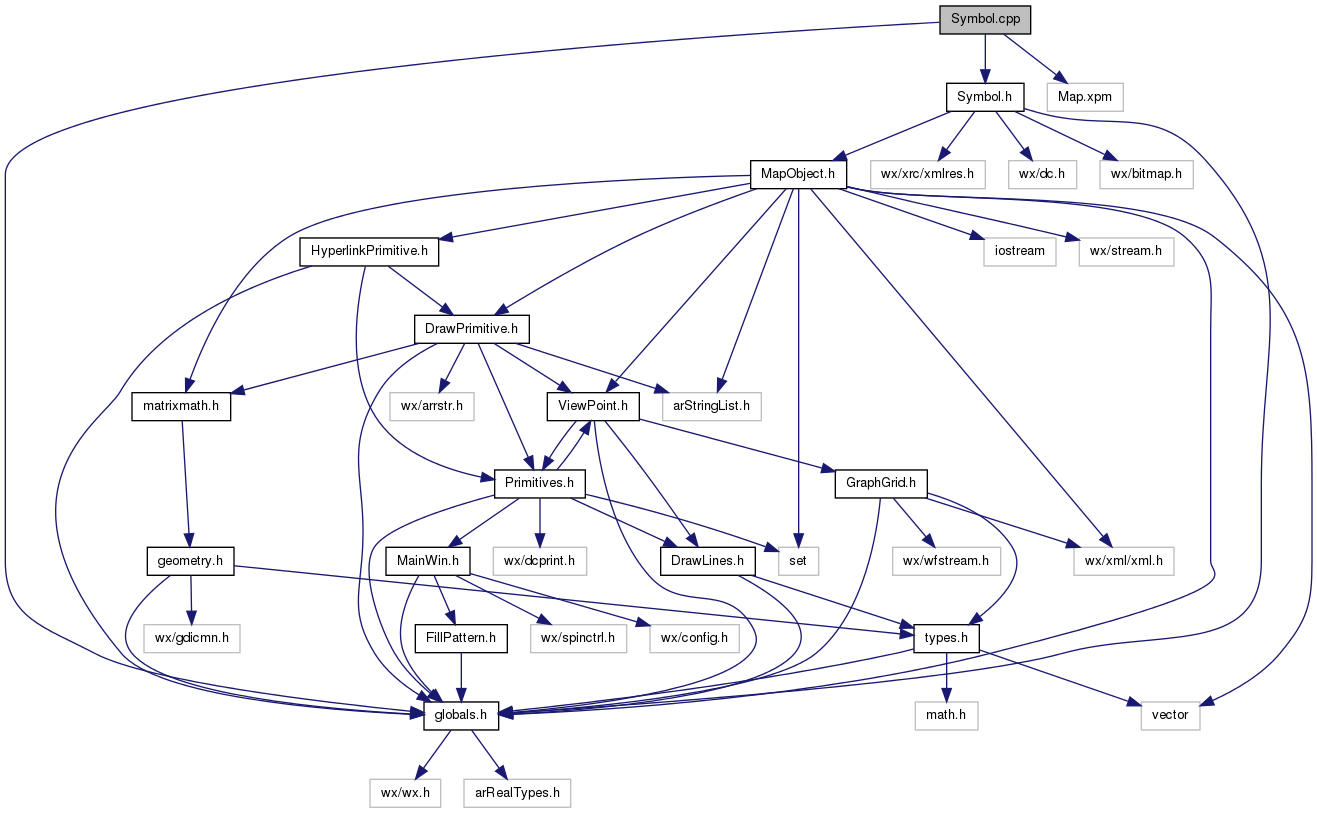 Symbol.cpp
Symbol.h
Map.xpm
MapObject.h
wx/xrc/xmlres.h
wx/dc.h
wx/bitmap.h
HyperlinkPrimitive.h
iostream
wx/stream.h
DrawPrimitive.h
matrixmath.h
wx/arrstr.h
ViewPoint.h
arStringList.h
Primitives.h
GraphGrid.h
geometry.h
MainWin.h
wx/dcprint.h
DrawLines.h
set
wx/wfstream.h
wx/xml/xml.h
wx/gdicmn.h
FillPattern.h
wx/spinctrl.h
wx/config.h
types.h
globals.h
math.h
vector
wx/wx.h
arRealTypes.h